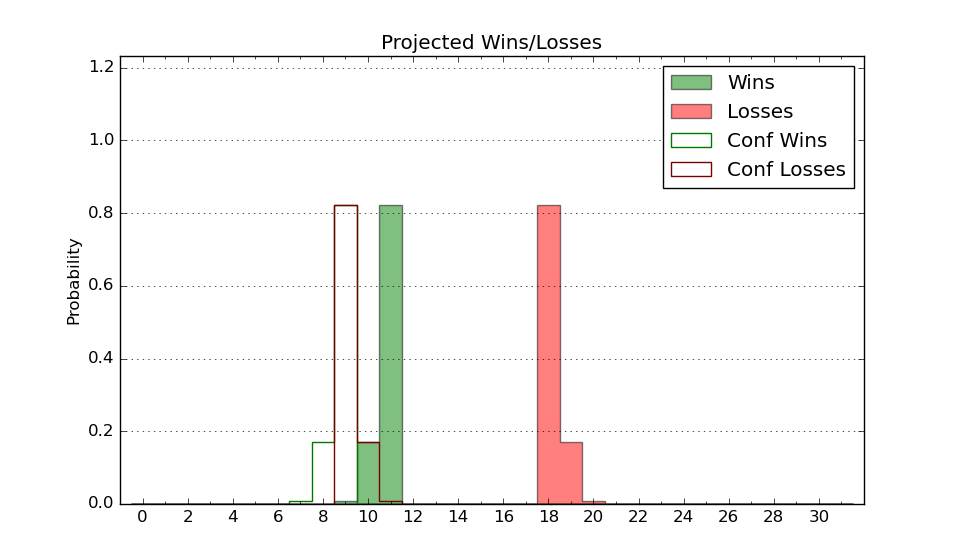 Projected Wins/Losses
1.2
1.0
0.8
0.6
0.4
0.2
0.0
Probability
Wins
Losses
Conf Wins
Conf Losses
0 2 4 6 8 10 12 14 16 18 20 22 24 26 28 30